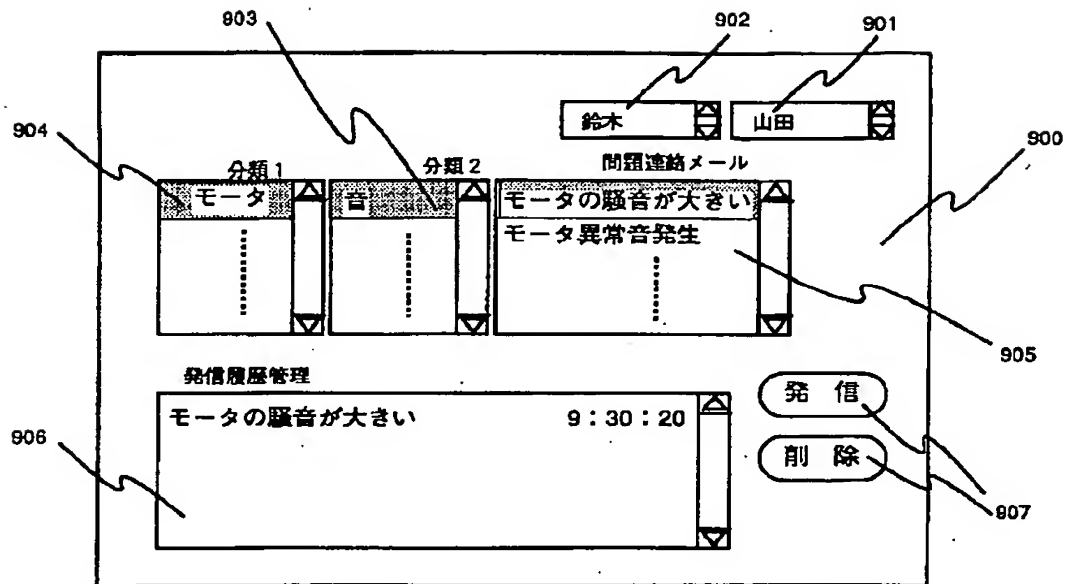 903
902
901
鈴木
山田
904
900
分類1
分類2
問題連絡メール
モータ
音
モータの騒音が大きい
モータ異常音発生
905
発信履歴管理
モータの騒音が大きい 9:30:20
発 信
906
削 除
907